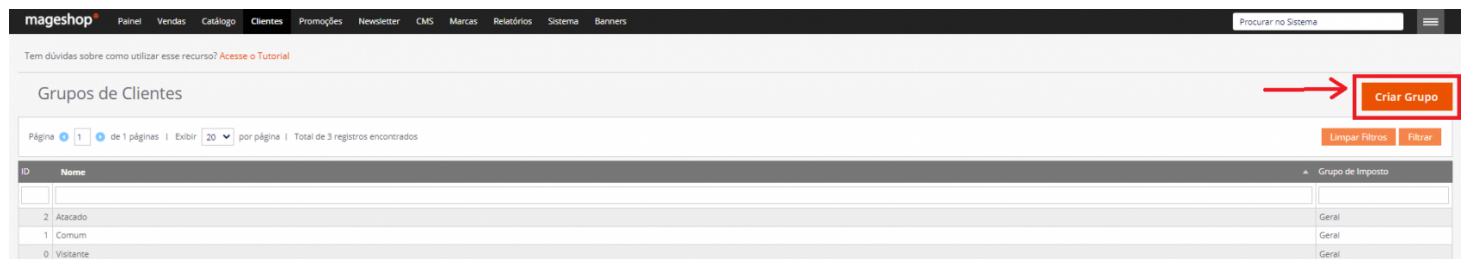 mageshop Painel Vendas Catálogo Clientes Promoções Newsletter CMS Marcas Relatórios Sistema Banners Procurar no Sistema
Tem dúvidas sobre como utilizar esse recurso? Acesse o Tutorial
Grupos de Clientes Criar Grupo
Página 1 de 1 páginas | Exibir 20 por página | Total de 3 registros encontrados Limpar Filtros Filtrar
ID Nome Grupo de Imposto
2 Atacado Geral
1 Comum Geral
0 Visitante Geral